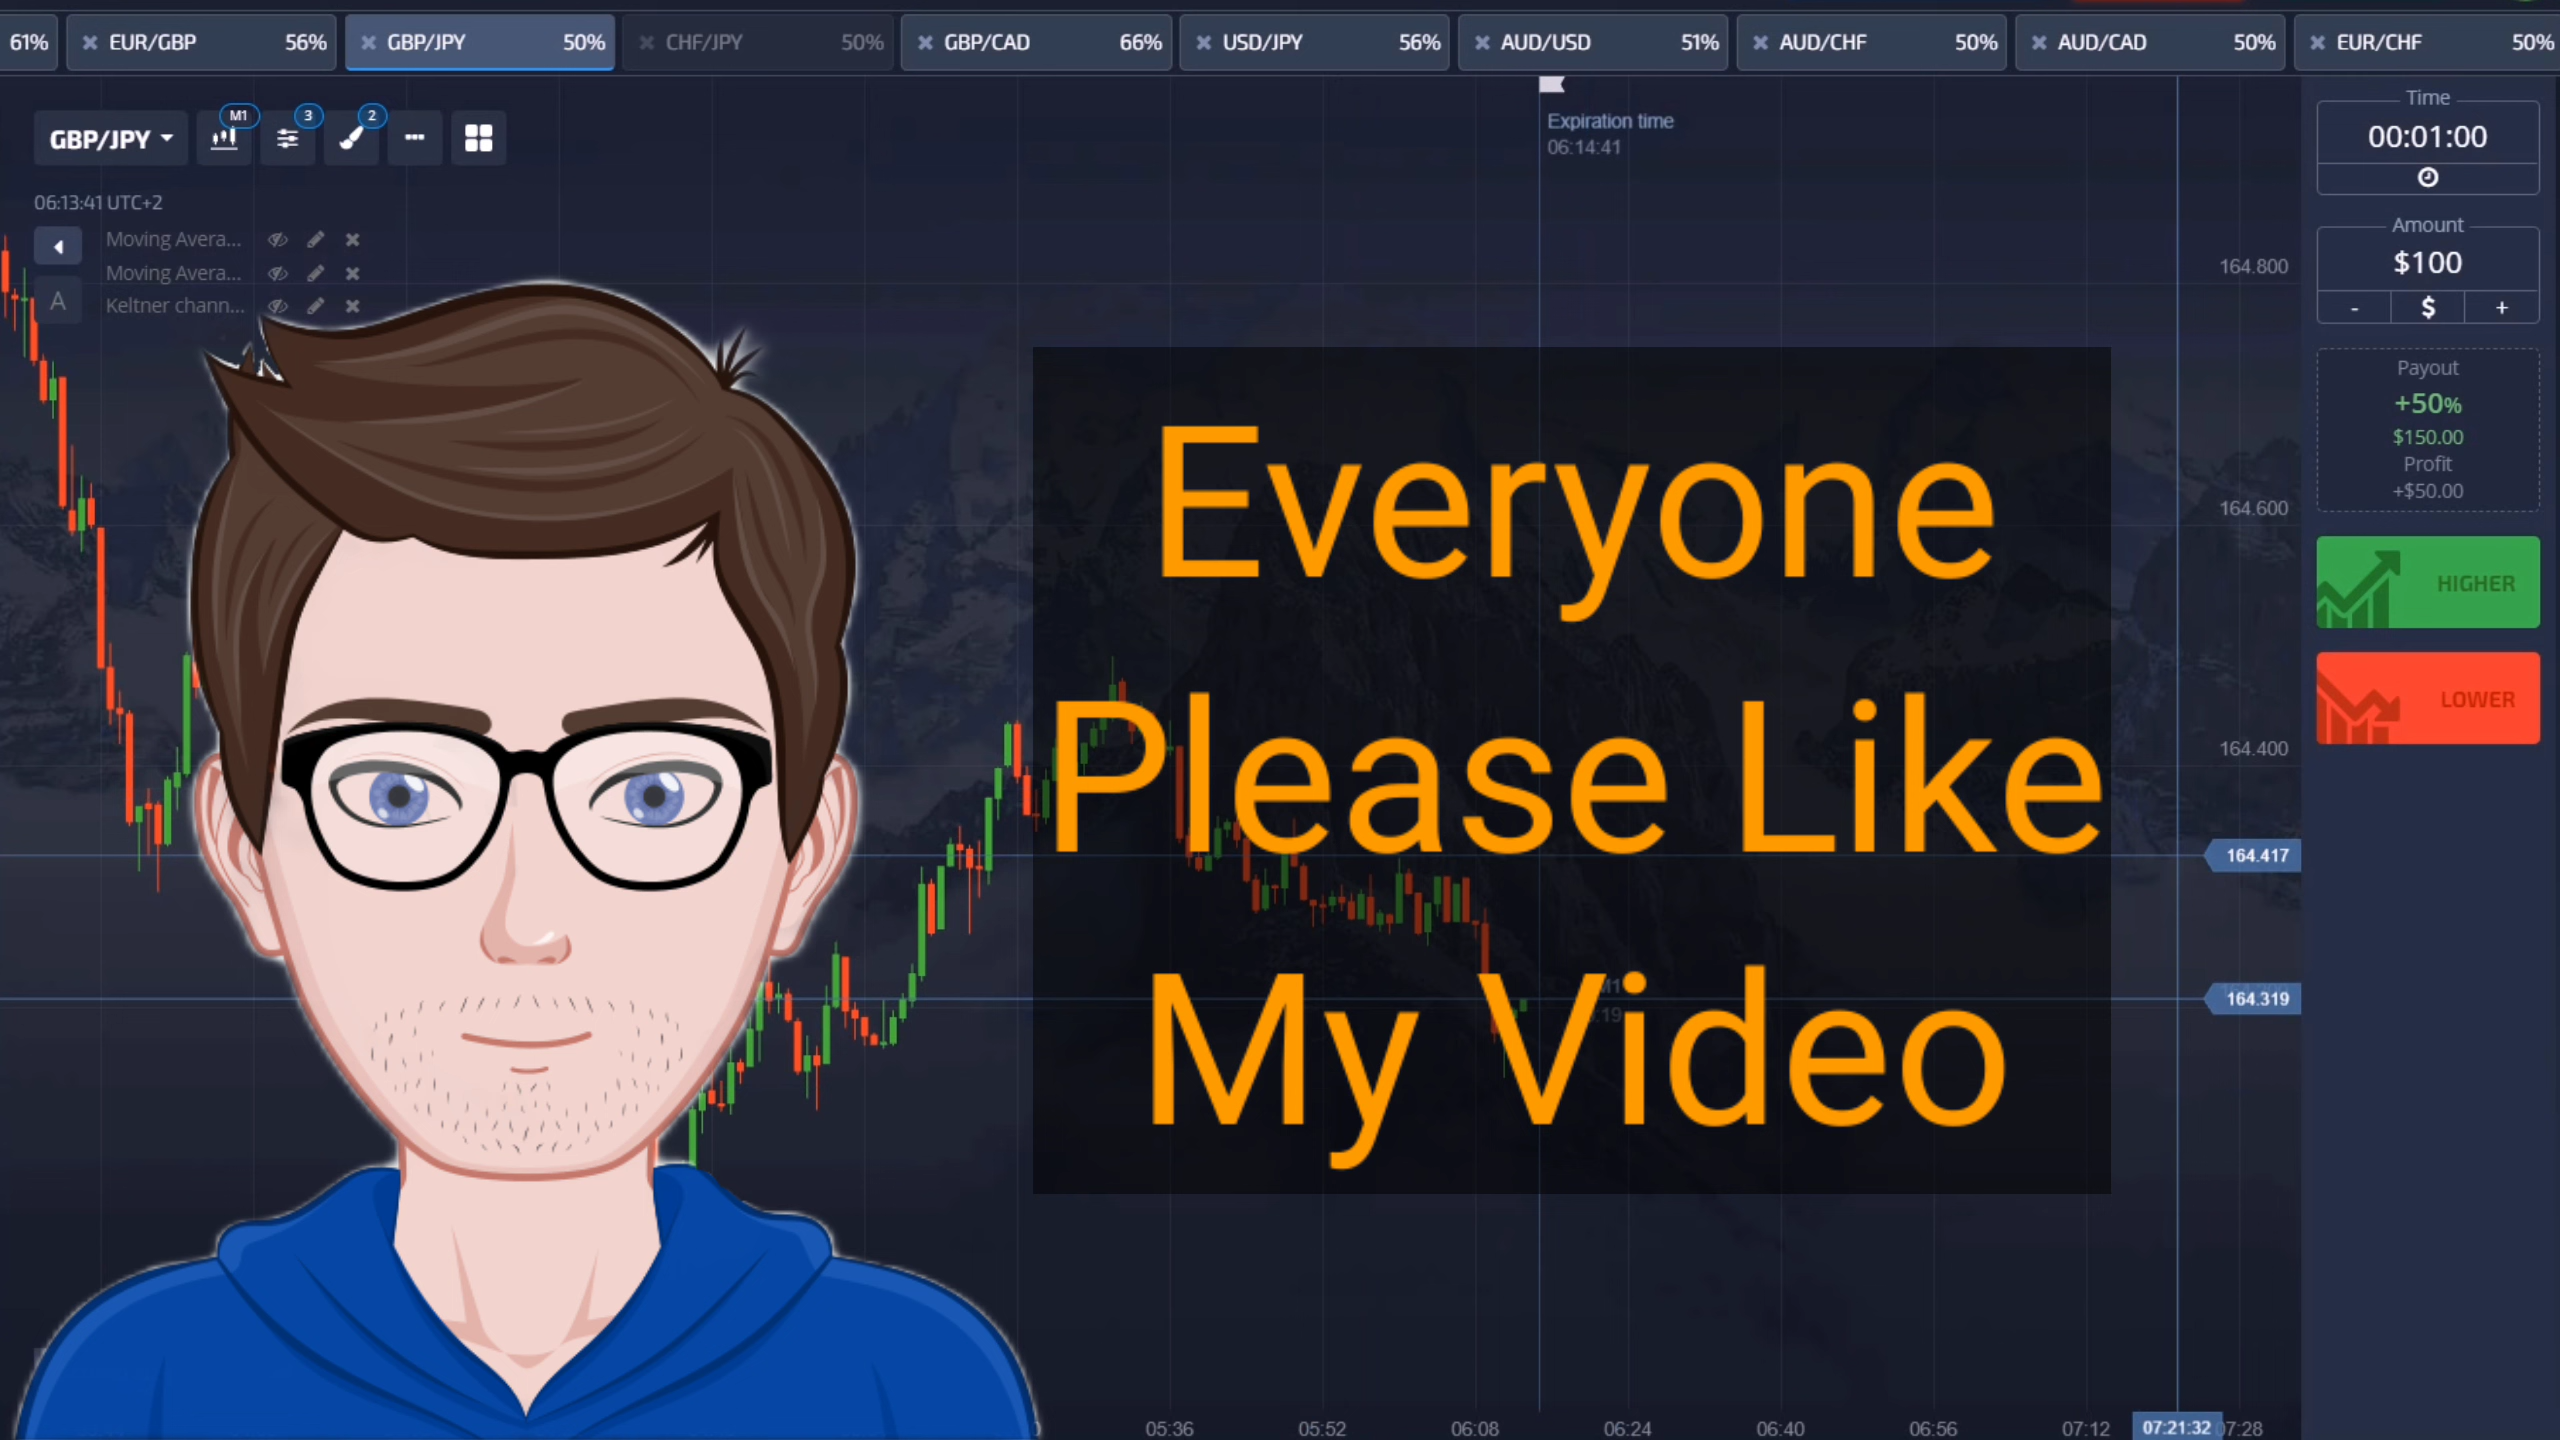 61% EUR/GBP 56% GBP/JPY 50% CHF/JPY 50% GBP/CAD 66% USD/JPY 56% AUD/USD 51% AUD/CHF 50% AUD/CAD 50% EUR/CHF 50%
GBP/JPY M1 3 2
06:13:41 UTC+2
Moving Avera...
Moving Avera...
A Keltner chann...
Expiration time
06:14:41
Everyone
Please Like
My Video
164.800
164.600
164.400
164.417
164.319
05:36 05:52 06:08 06:24 06:40 06:56 07:12 07:21:32 07:28
Time
00:01:00
Amount
$100
- $ +
Payout
+50%
$150.00
Profit
+$50.00
HIGHER
LOWER